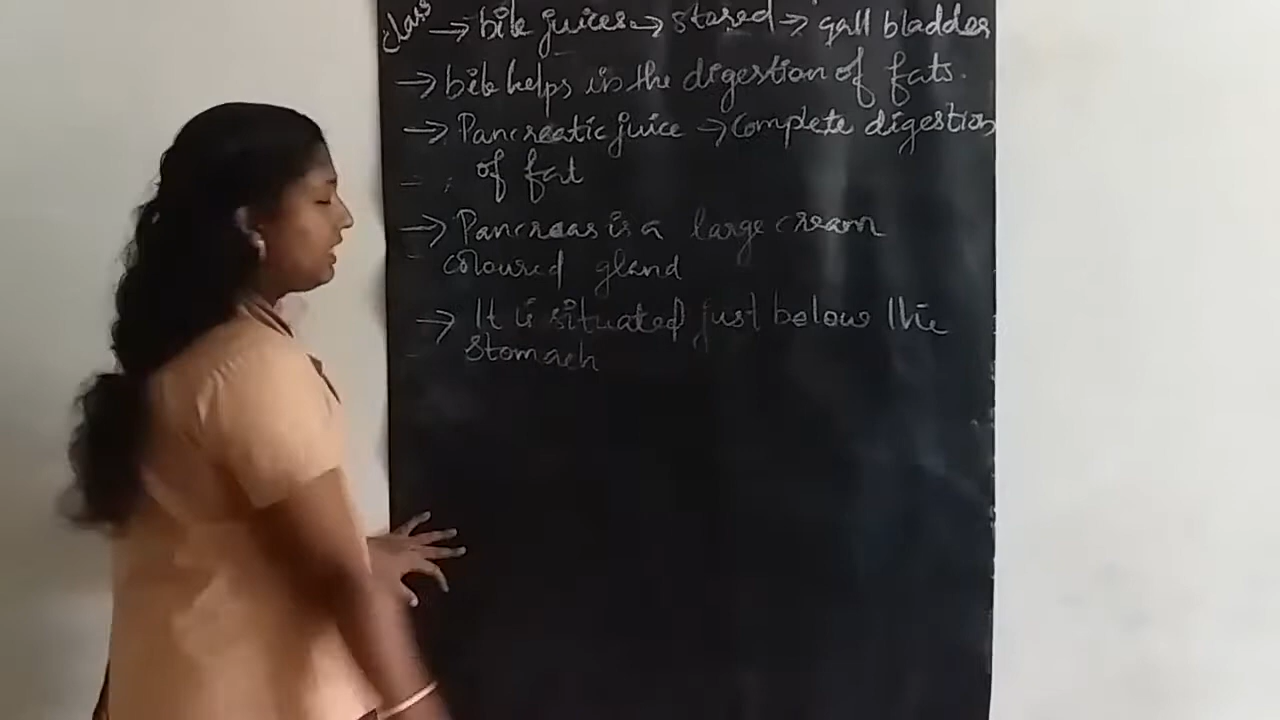 class → bile juices → stored → gall bladder
→ bile helps in the digestion of fats.
→ Pancreatic juice → complete digestion
of fat
→ Pancreas is a large cream
coloured gland
→ It is situated just below the
stomach